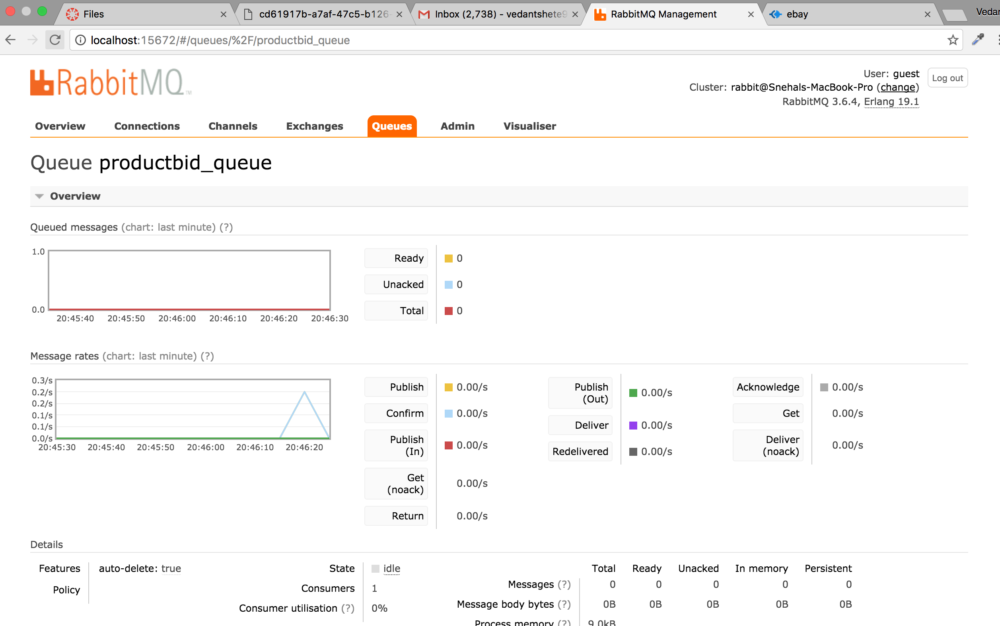 Files
cd61917b-a7af-47c5-b126-
Inbox (2,738) - vedantshete9
RabbitMQ Management
ebay
Vedan
localhost:15672/#/queues/%2F/productbid_queue
RabbitMQ™
User: guest
Log out
Cluster: rabbit@Snehals-MacBook-Pro (change)
RabbitMQ 3.6.4, Erlang 19.1
Overview Connections Channels Exchanges Queues Admin Visualiser
Queue productbid_queue
Overview
Queued messages (chart: last minute) (?)
1.0
0.0
20:45:40 20:45:50 20:46:00 20:46:10 20:46:20 20:46:30
Ready 0
Unacked 0
Total 0
Message rates (chart: last minute) (?)
0.3/s
0.2/s
0.2/s
0.1/s
0.1/s
0.0/s
20:45:30 20:45:40 20:45:50 20:46:00 20:46:10 20:46:20
Publish 0.00/s
Confirm 0.00/s
Publish
(In) 0.00/s
Get
(noack) 0.00/s
Return 0.00/s
Publish
(Out) 0.00/s
Deliver 0.00/s
Redelivered 0.00/s
Acknowledge 0.00/s
Get 0.00/s
Deliver
(noack) 0.00/s
Details
Features auto-delete: true
Policy
State idle
Consumers 1
Consumer utilisation (?) 0%
Total Ready Unacked In memory Persistent
Messages (?) 0 0 0 0 0
Message body bytes (?) 0B 0B 0B 0B 0B
Process memory (?) 9.0kB